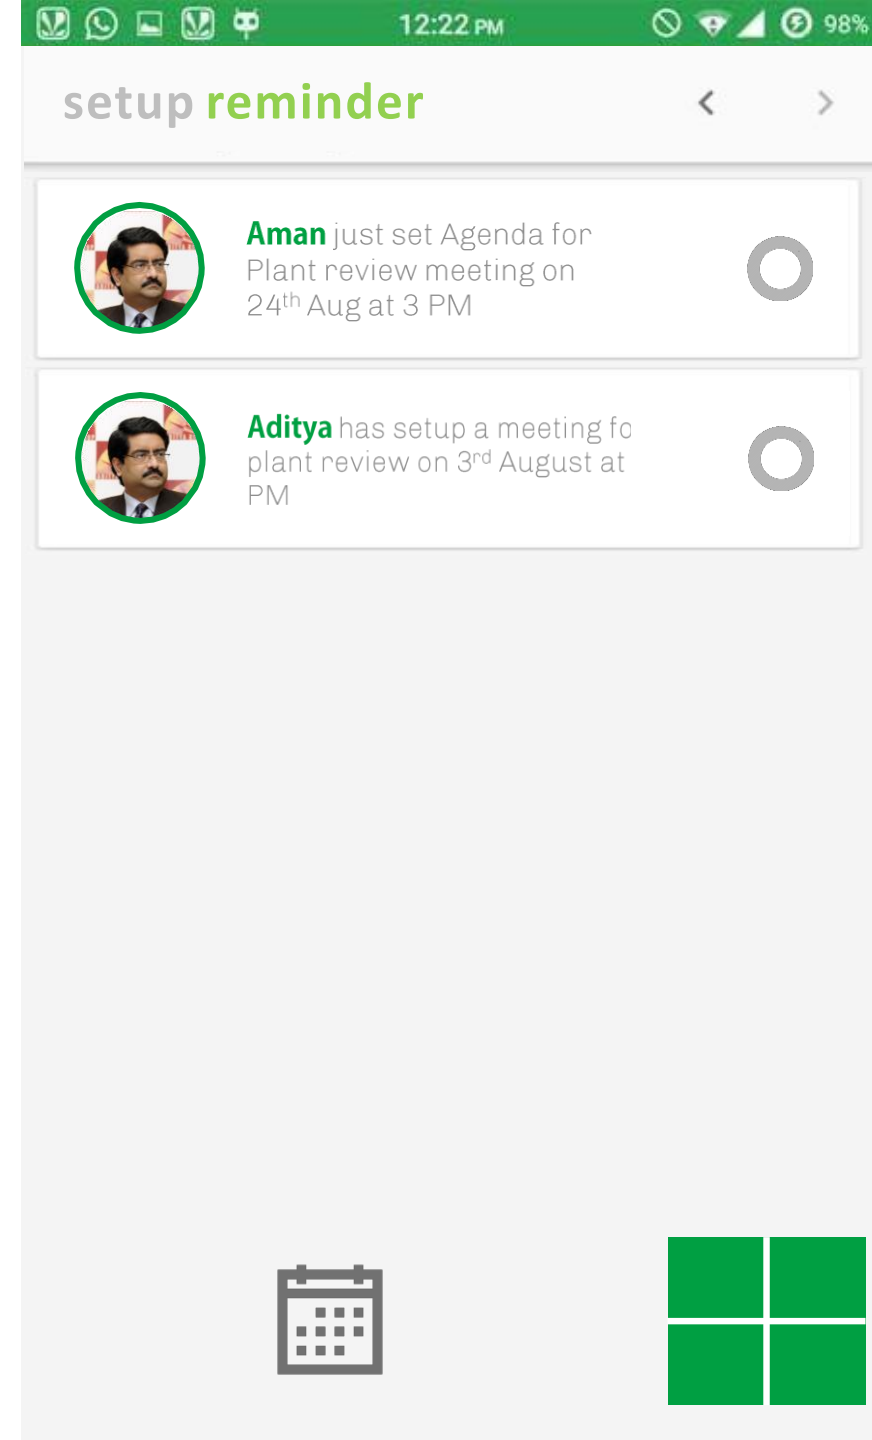 12:22 PM 98%
setup reminder
Aman just set Agenda for
Plant review meeting on
24th Aug at 3 PM
Aditya has setup a meeting fo
plant review on 3rd August at
PM